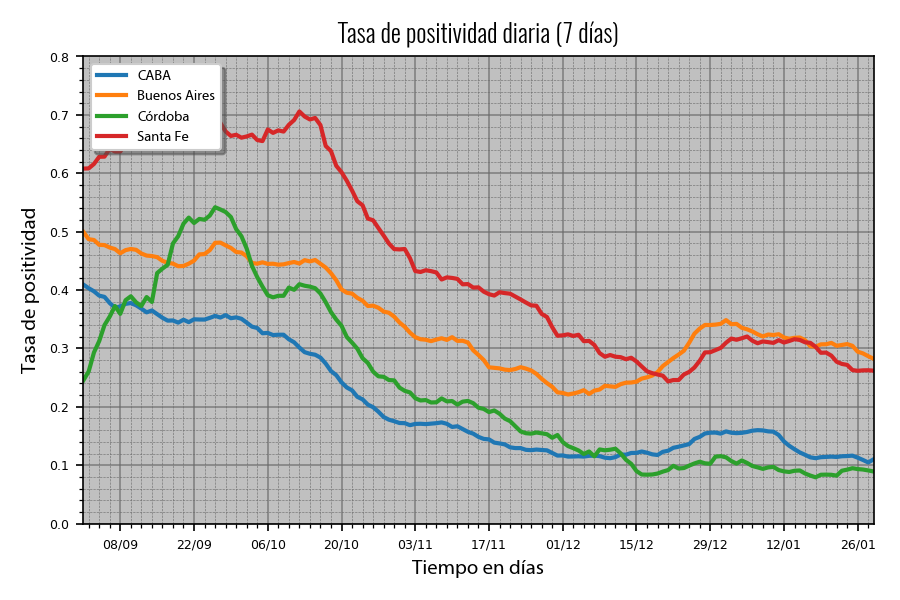 Tasa de positividad diaria (7 días)
CABA
Buenos Aires
Córdoba
Santa Fe
Tasa de positividad
0.8
0.7
0.6
0.5
0.4
0.3
0.2
0.1
0.0
08/09 22/09 06/10 20/10 03/11 17/11 01/12 15/12 29/12 12/01 26/01
Tiempo en días